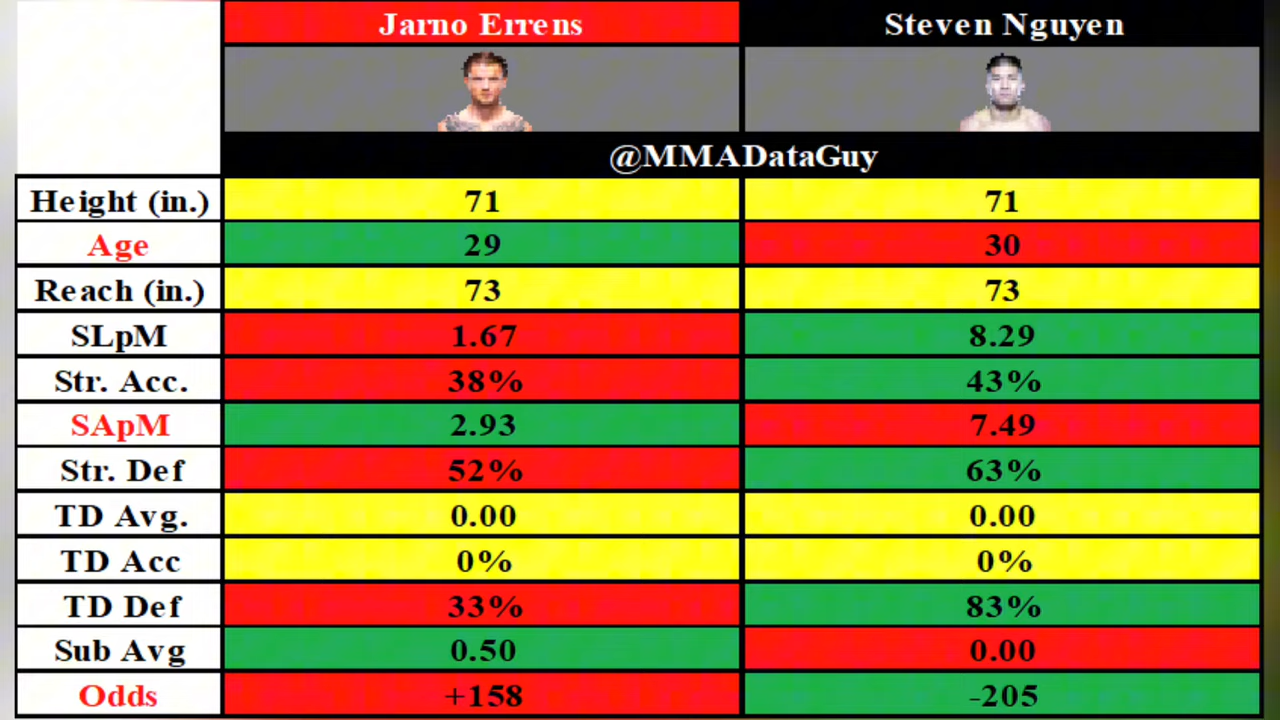 Jarno Errens Steven Nguyen
@MMADataGuy
Height (in.) 71 71
Age 29 30
Reach (in.) 73 73
SLpM 1.67 8.29
Str. Acc. 38% 43%
SApM 2.93 7.49
Str. Def 52% 63%
TD Avg. 0.00 0.00
TD Acc 0% 0%
TD Def 33% 83%
Sub Avg 0.50 0.00
Odds +158 -205